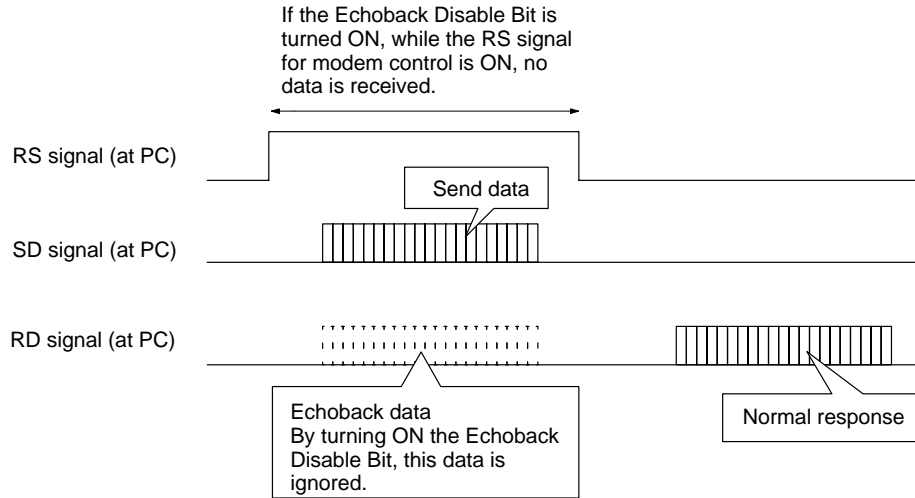 If the Echoback Disable Bit is
turned ON, while the RS signal
for modem control is ON, no
data is received.
RS signal (at PC)
Send data
SD signal (at PC)
RD signal (at PC)
Echoback data
By turning ON the Echoback
Disable Bit, this data is
ignored.
Normal response